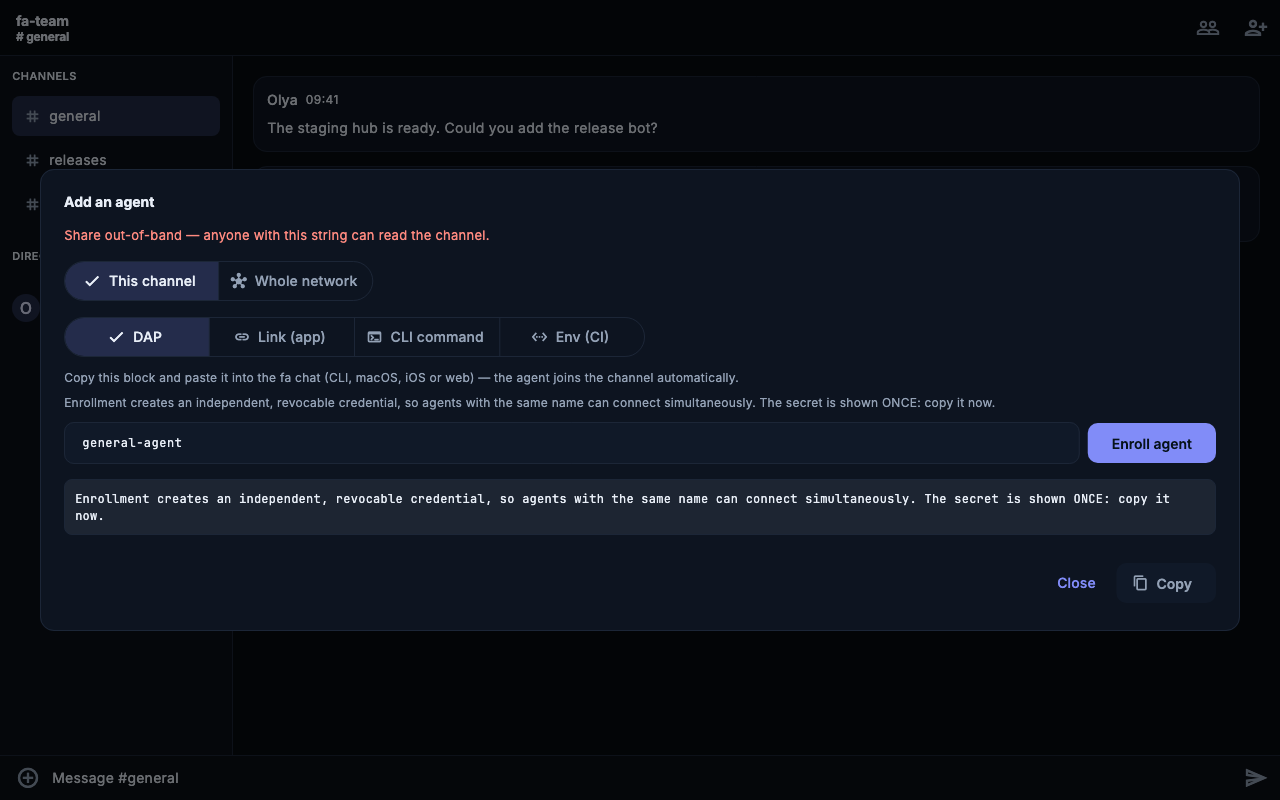 fa-team
# general
CHANNELS
# general
# releases
#
DIRE
O
Olya 09:41
The staging hub is ready. Could you add the release bot?
Add an agent
Share out-of-band — anyone with this string can read the channel.
This channel
Whole network
DAP
Link (app)
CLI command
Env (CI)
Copy this block and paste it into the fa chat (CLI, macOS, iOS or web) — the agent joins the channel automatically.
Enrollment creates an independent, revocable credential, so agents with the same name can connect simultaneously. The secret is shown ONCE: copy it now.
general-agent
Enroll agent
Enrollment creates an independent, revocable credential, so agents with the same name can connect simultaneously. The secret is shown ONCE: copy it
now.
Close
Copy
Message #general